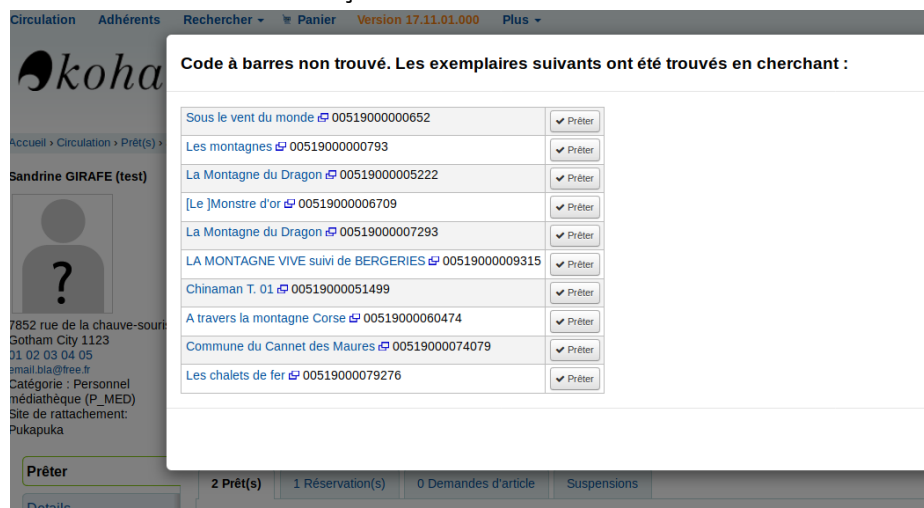 Circulation Adhérents Rechercher Panier Version 17.11.01.000 Plus
koha
Code à barres non trouvé. Les exemplaires suivants ont été trouvés en cherchant :
Sous le vent du monde 00519000000652 Prêter
Les montagnes 00519000000793 Prêter
La Montagne du Dragon 00519000005222 Prêter
[Le ]Monstre d'or 00519000006709 Prêter
La Montagne du Dragon 00519000007293 Prêter
LA MONTAGNE VIVE suivi de BERGERIES 00519000009315 Prêter
Chinaman T. 01 00519000051499 Prêter
A travers la montagne Corse 00519000060474 Prêter
Commune du Cannet des Maures 00519000074079 Prêter
Les chalets de fer 00519000079276 Prêter
Accueil › Circulation › Prêt(s) ›
Sandrine GIRAFE (test)
?
7852 rue de la chauve-souri
Gotham City 1123
01 02 03 04 05
email.bla@free.fr
Catégorie : Personnel
médiathèque (P_MED)
Site de rattachement:
Pukapuka
Prêter
Details
2 Prêt(s) 1 Réservation(s) 0 Demandes d'article Suspensions